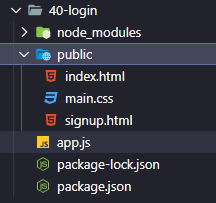 40-login
node_modules
public
index.html
main.css
signup.html
app.js
package-lock.json
package.json